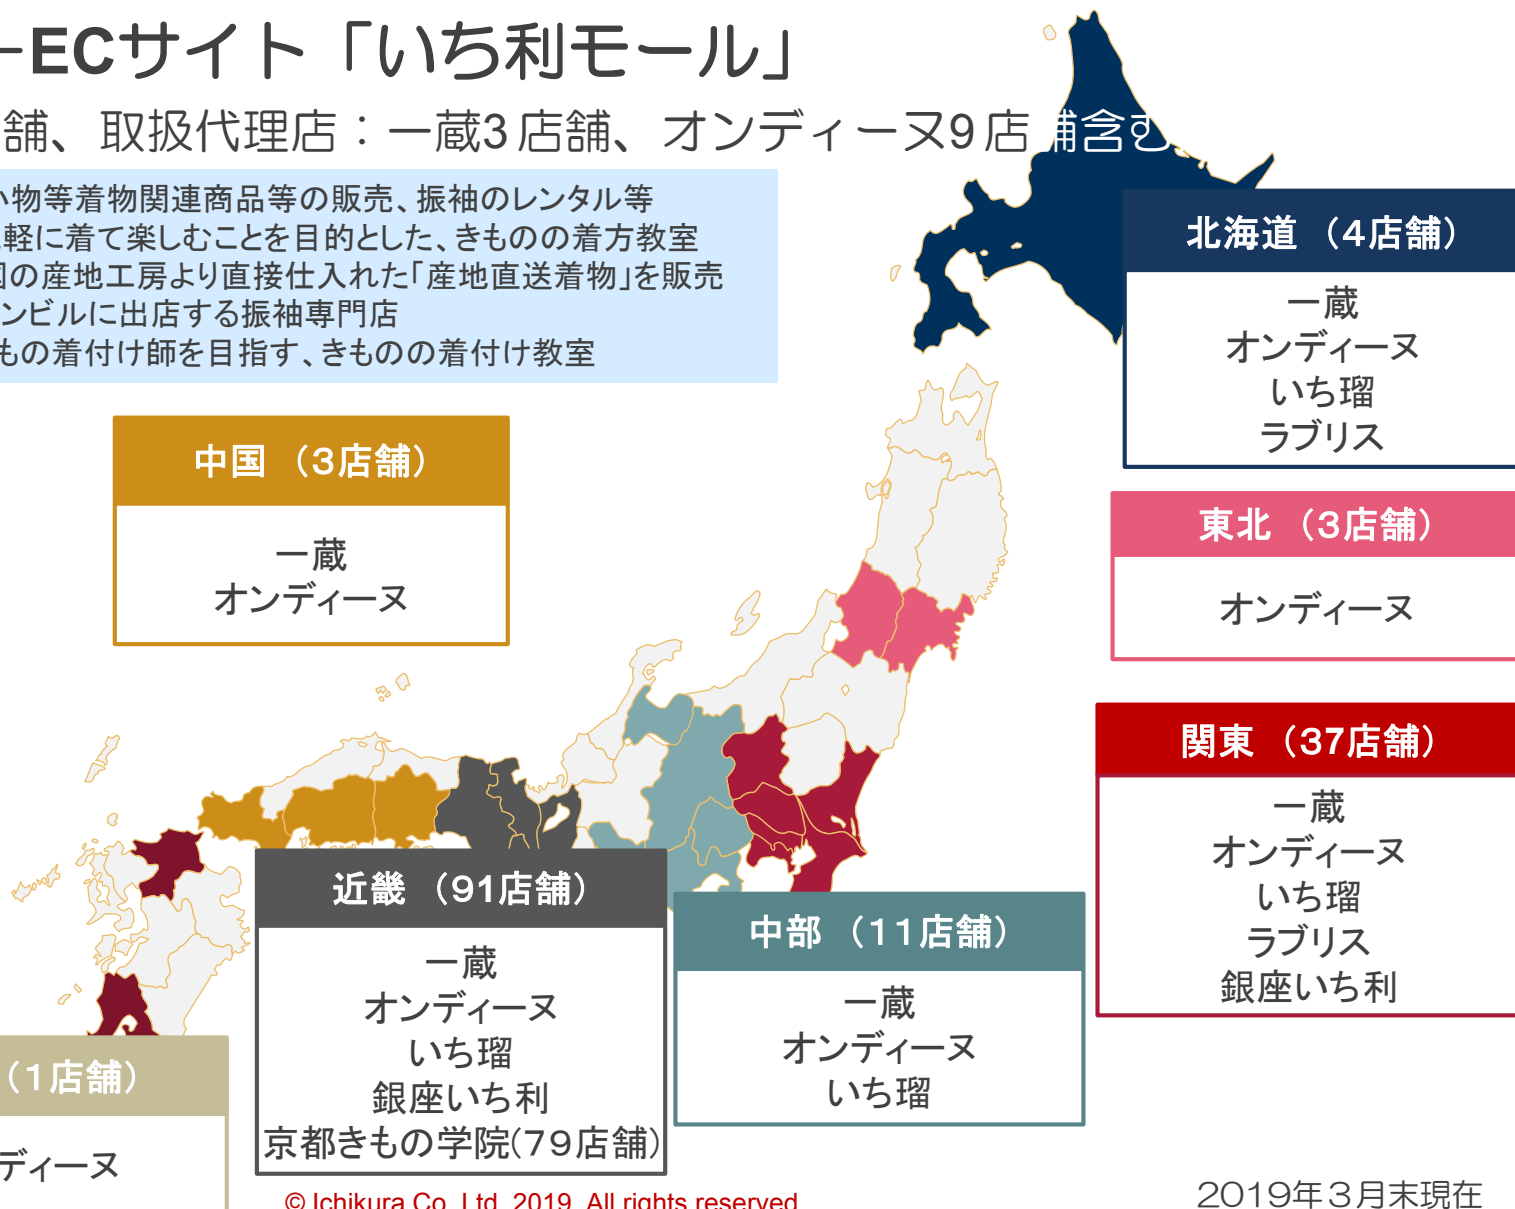 ーECサイト「いち利モール」
舗、取扱代理店：一蔵3店舗、オンディーヌ9店舗含む
小物等着物関連商品等の販売、振袖のレンタル等
軽に着て楽しむことを目的とした、きものの着方教室
国の産地工房より直接仕入れた「産地直送着物」を販売
ンビルに出店する振袖専門店
もの着付け師を目指す、きものの着付け教室
北海道（4店舗）
一蔵
オンディーヌ
いち瑠
ラブリス
中国（3店舗）
一蔵
オンディーヌ
東北（3店舗）
オンディーヌ
関東（37店舗）
一蔵
オンディーヌ
いち瑠
ラブリス
銀座いち利
近畿（91店舗）
一蔵
オンディーヌ
いち瑠
銀座いち利
京都きもの学院(79店舗)
中部（11店舗）
一蔵
オンディーヌ
いち瑠
（1店舗）
ディーヌ
© Ichikura Co.,Ltd. 2019 All rights reserved
2019年3月末現在